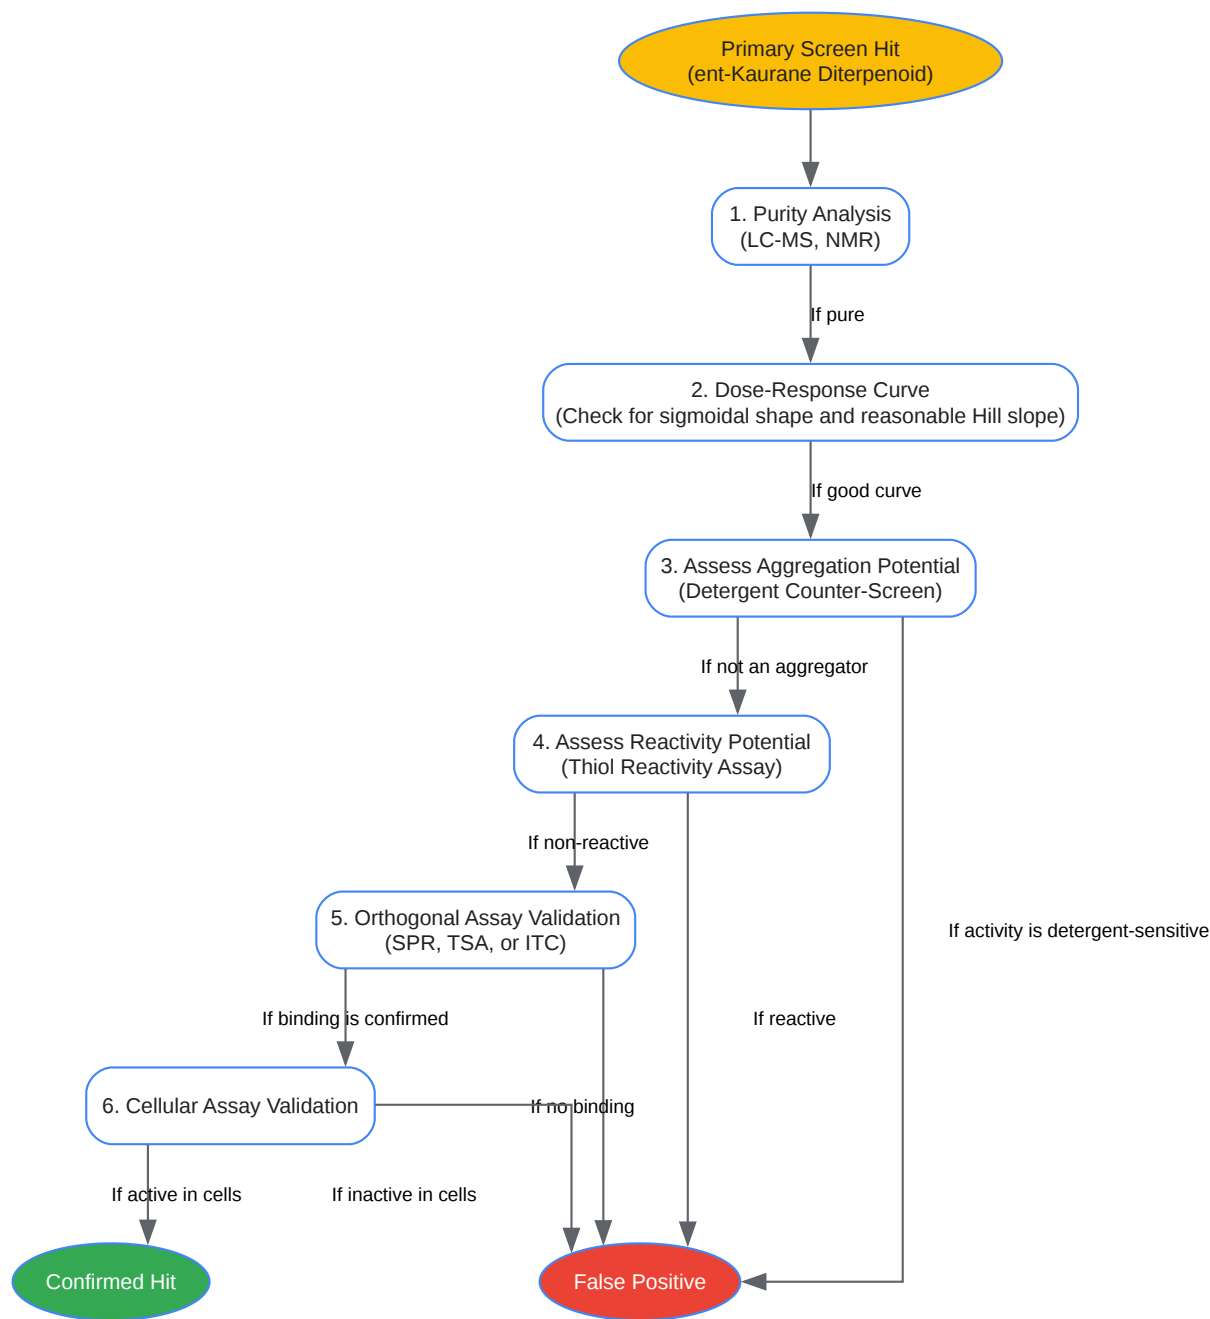 Primary Screen Hit
(ent-Kaurane Diterpenoid)
1. Purity Analysis
(LC-MS, NMR)
If pure
2. Dose-Response Curve
(Check for sigmoidal shape and reasonable Hill slope)
If good curve
3. Assess Aggregation Potential
(Detergent Counter-Screen)
If not an aggregator
4. Assess Reactivity Potential
(Thiol Reactivity Assay)
If non-reactive
5. Orthogonal Assay Validation
(SPR, TSA, or ITC)
If activity is detergent-sensitive
If binding is confirmed
If reactive
6. Cellular Assay Validation
If no binding
If active in cells
If inactive in cells
Confirmed Hit
False Positive